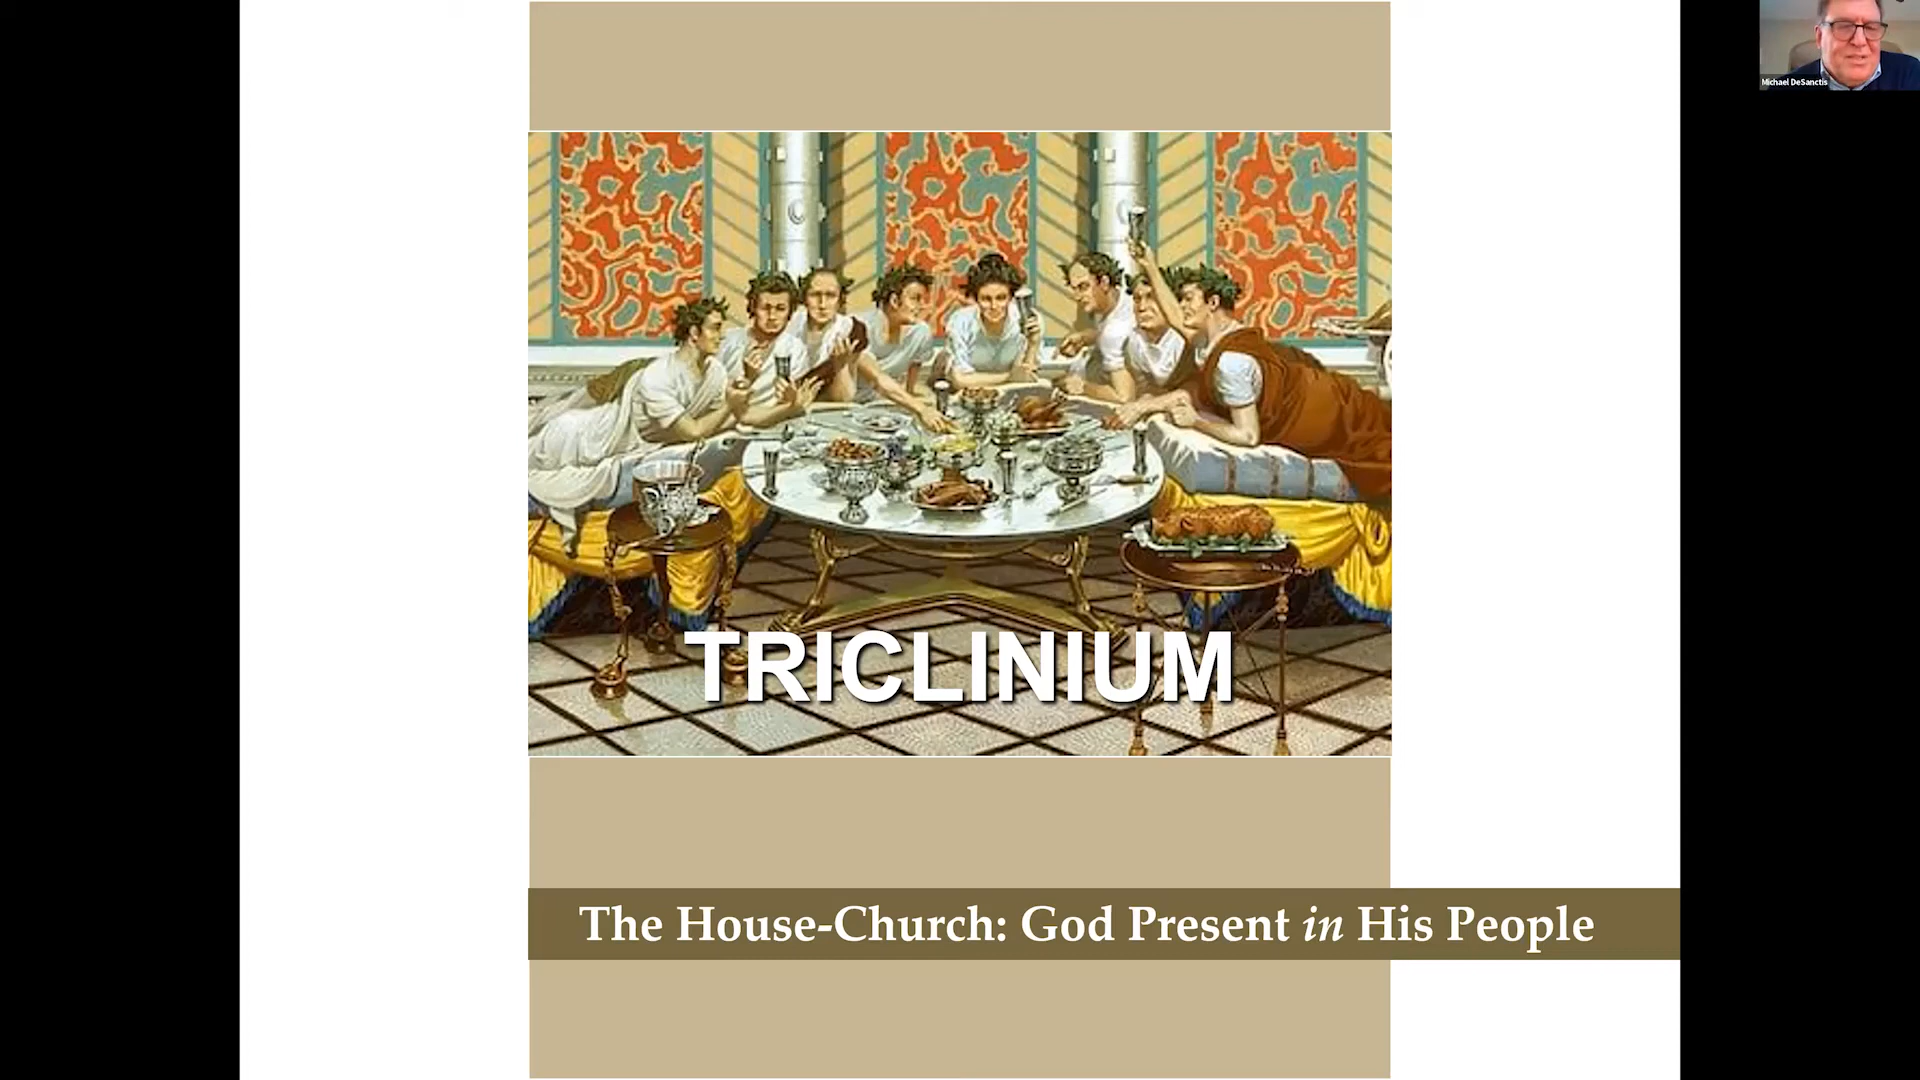 Michael DeSanctis
TRICLINIUM
The House-Church: God Present in His People